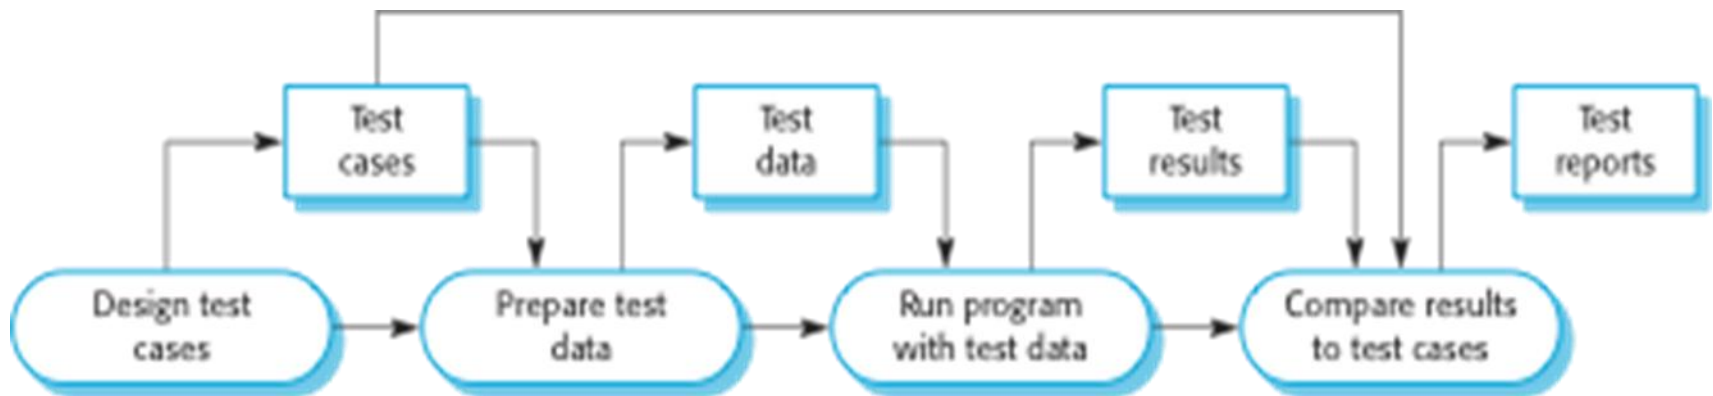 Test
cases
Test
data
Test
results
Test
reports
Design test
cases
Prepare test
data
Run program
with test data
Compare results
to test cases